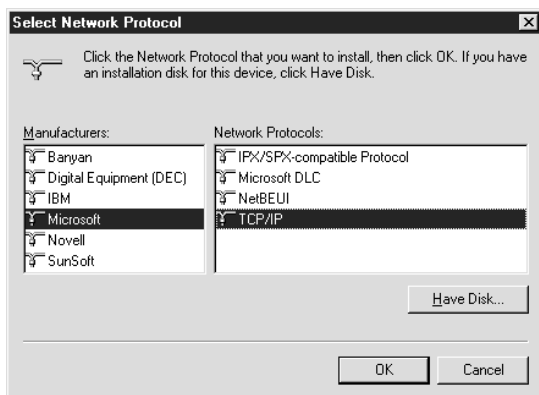 Select Network Protocol
Click the Network Protocol that you want to install, then click OK. If you have
an installation disk for this device, click Have Disk.
Manufacturers:
Banyan
Digital Equipment (DEC)
IBM
Microsoft
Novell
SunSoft
Network Protocols:
IPX/SPX-compatible Protocol
Microsoft DLC
NetBEUI
TCP/IP
Have Disk...
OK
Cancel